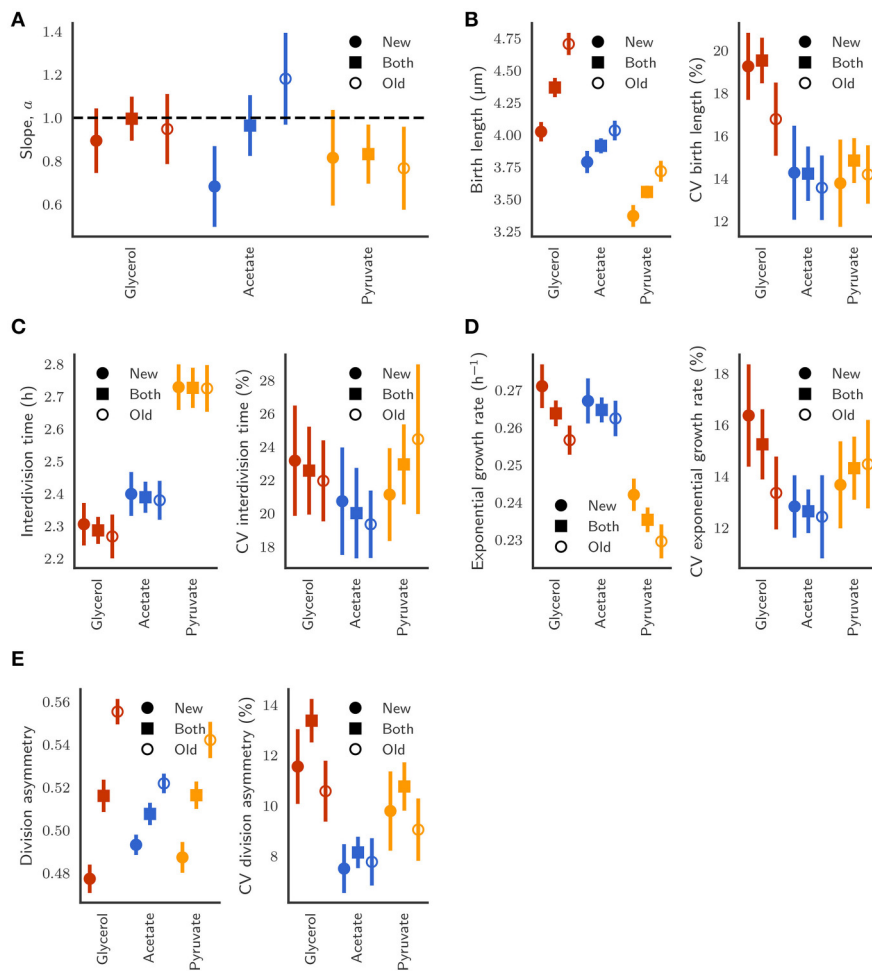 A
Slope, a
1.4
1.2
1.0
0.8
0.6
New
Both
Old
Glycerol
Acetate
Pyruvate
B
Birth length (μm)
4.75
4.50
4.25
4.00
3.75
3.50
3.25
New
Both
Old
Glycerol
Acetate
Pyruvate
CV birth length (%)
20
18
16
14
12
New
Both
Old
Glycerol
Acetate
Pyruvate
C
Interdivision time (h)
2.8
2.7
2.6
2.5
2.4
2.3
2.2
New
Both
Old
Glycerol
Acetate
Pyruvate
CV interdivision time (%)
28
26
24
22
20
18
New
Both
Old
Glycerol
Acetate
Pyruvate
D
Exponential growth rate (h⁻¹)
0.27
0.26
0.25
0.24
0.23
New
Both
Old
Glycerol
Acetate
Pyruvate
CV exponential growth rate (%)
18
16
14
12
New
Both
Old
Glycerol
Acetate
Pyruvate
E
Division asymmetry
0.56
0.54
0.52
0.50
0.48
New
Both
Old
Glycerol
Acetate
Pyruvate
CV division asymmetry (%)
14
12
10
8
New
Both
Old
Glycerol
Acetate
Pyruvate